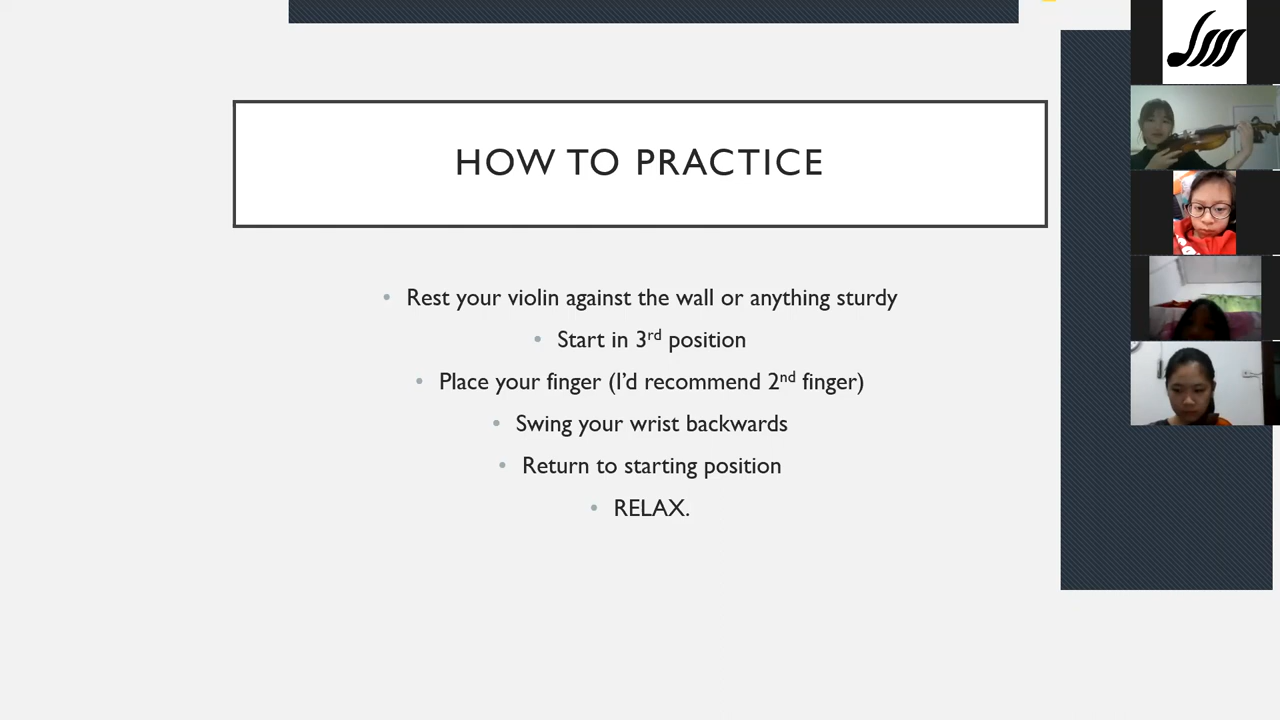 HOW TO PRACTICE
• Rest your violin against the wall or anything sturdy
• Start in 3rd position
• Place your finger (I'd recommend 2nd finger)
• Swing your wrist backwards
• Return to starting position
• RELAX.